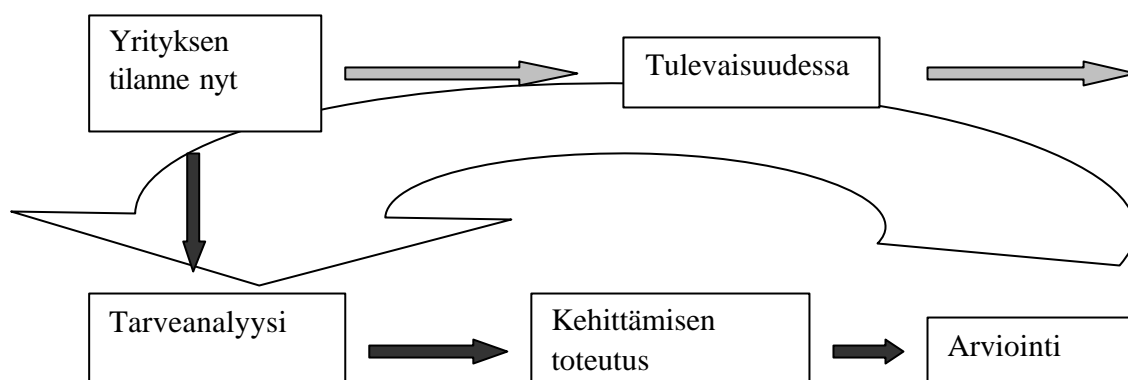 Yrityksen
tilanne nyt
Tulevaisuudessa
Tarveanalyysi
Kehittämisen
toteutus
Arviointi